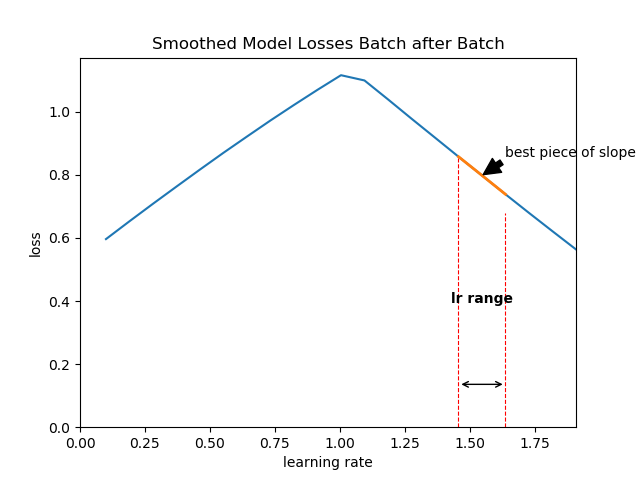 Smoothed Model Losses Batch after Batch
1.0
best piece of slope
0.8
loss
0.6
lr range
0.4
0.2
0.0
0.00 0.25 0.50 0.75 1.00 1.25 1.50 1.75
learning rate